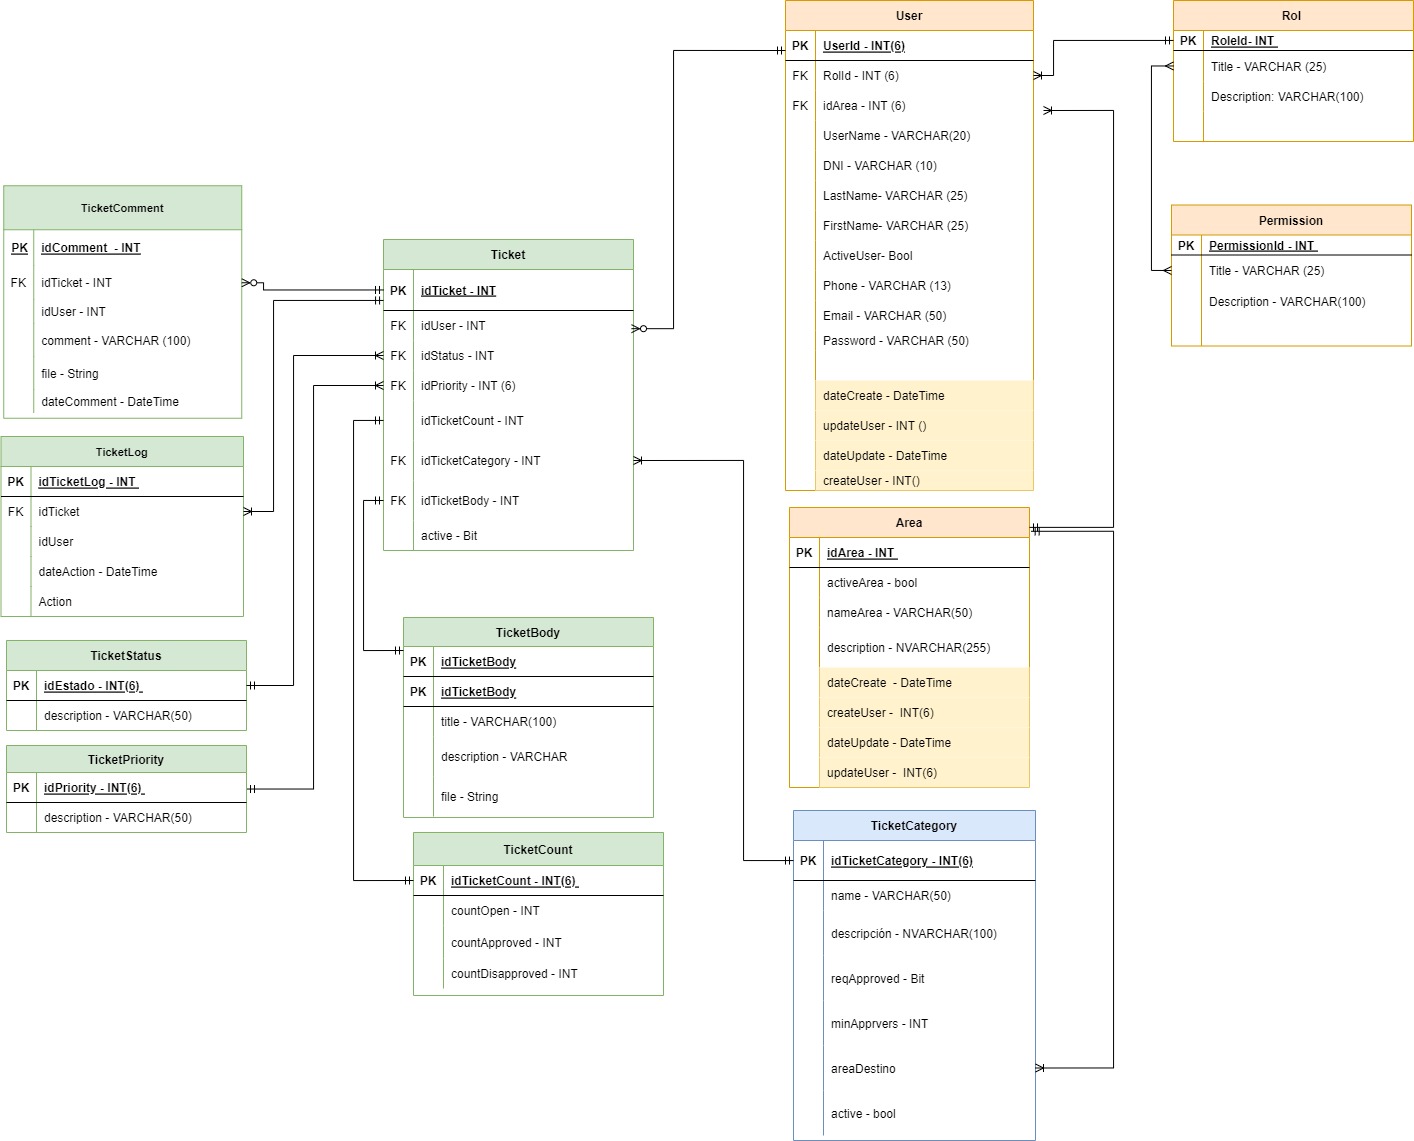 User
PK UserId - INT(6)
FK RolId - INT (6)
FK idArea - INT (6)
UserName - VARCHAR(20)
DNI - VARCHAR (10)
LastName- VARCHAR (25)
FirstName- VARCHAR (25)
ActiveUser- Bool
Phone - VARCHAR (13)
Email - VARCHAR (50)
Password - VARCHAR (50)
dateCreate - DateTime
updateUser - INT ()
dateUpdate - DateTime
createUser - INT()
Rol
PK RoleId- INT
Title - VARCHAR (25)
Description: VARCHAR(100)
Permission
PK PermissionId - INT
Title - VARCHAR (25)
Description - VARCHAR(100)
TicketComment
PK idComment - INT
FK idTicket - INT
idUser - INT
comment - VARCHAR (100)
file - String
dateComment - DateTime
Ticket
PK idTicket - INT
FK idUser - INT
FK idStatus - INT
FK idPriority - INT (6)
idTicketCount - INT
FK idTicketCategory - INT
FK idTicketBody - INT
active - Bit
TicketLog
PK idTicketLog - INT
FK idTicket
idUser
dateAction - DateTime
Action
TicketStatus
PK idEstado - INT(6)
description - VARCHAR(50)
TicketPriority
PK idPriority - INT(6)
description - VARCHAR(50)
TicketBody
PK idTicketBody
PK idTicketBody
title - VARCHAR(100)
description - VARCHAR
file - String
TicketCount
PK idTicketCount - INT(6)
countOpen - INT
countApproved - INT
countDisapproved - INT
Area
PK idArea - INT
activeArea - bool
nameArea - VARCHAR(50)
description - NVARCHAR(255)
dateCreate - DateTime
createUser - INT(6)
dateUpdate - DateTime
updateUser - INT(6)
TicketCategory
PK idTicketCategory - INT(6)
name - VARCHAR(50)
descripción - NVARCHAR(100)
reqApproved - Bit
minApprvers - INT
areaDestino
active - bool